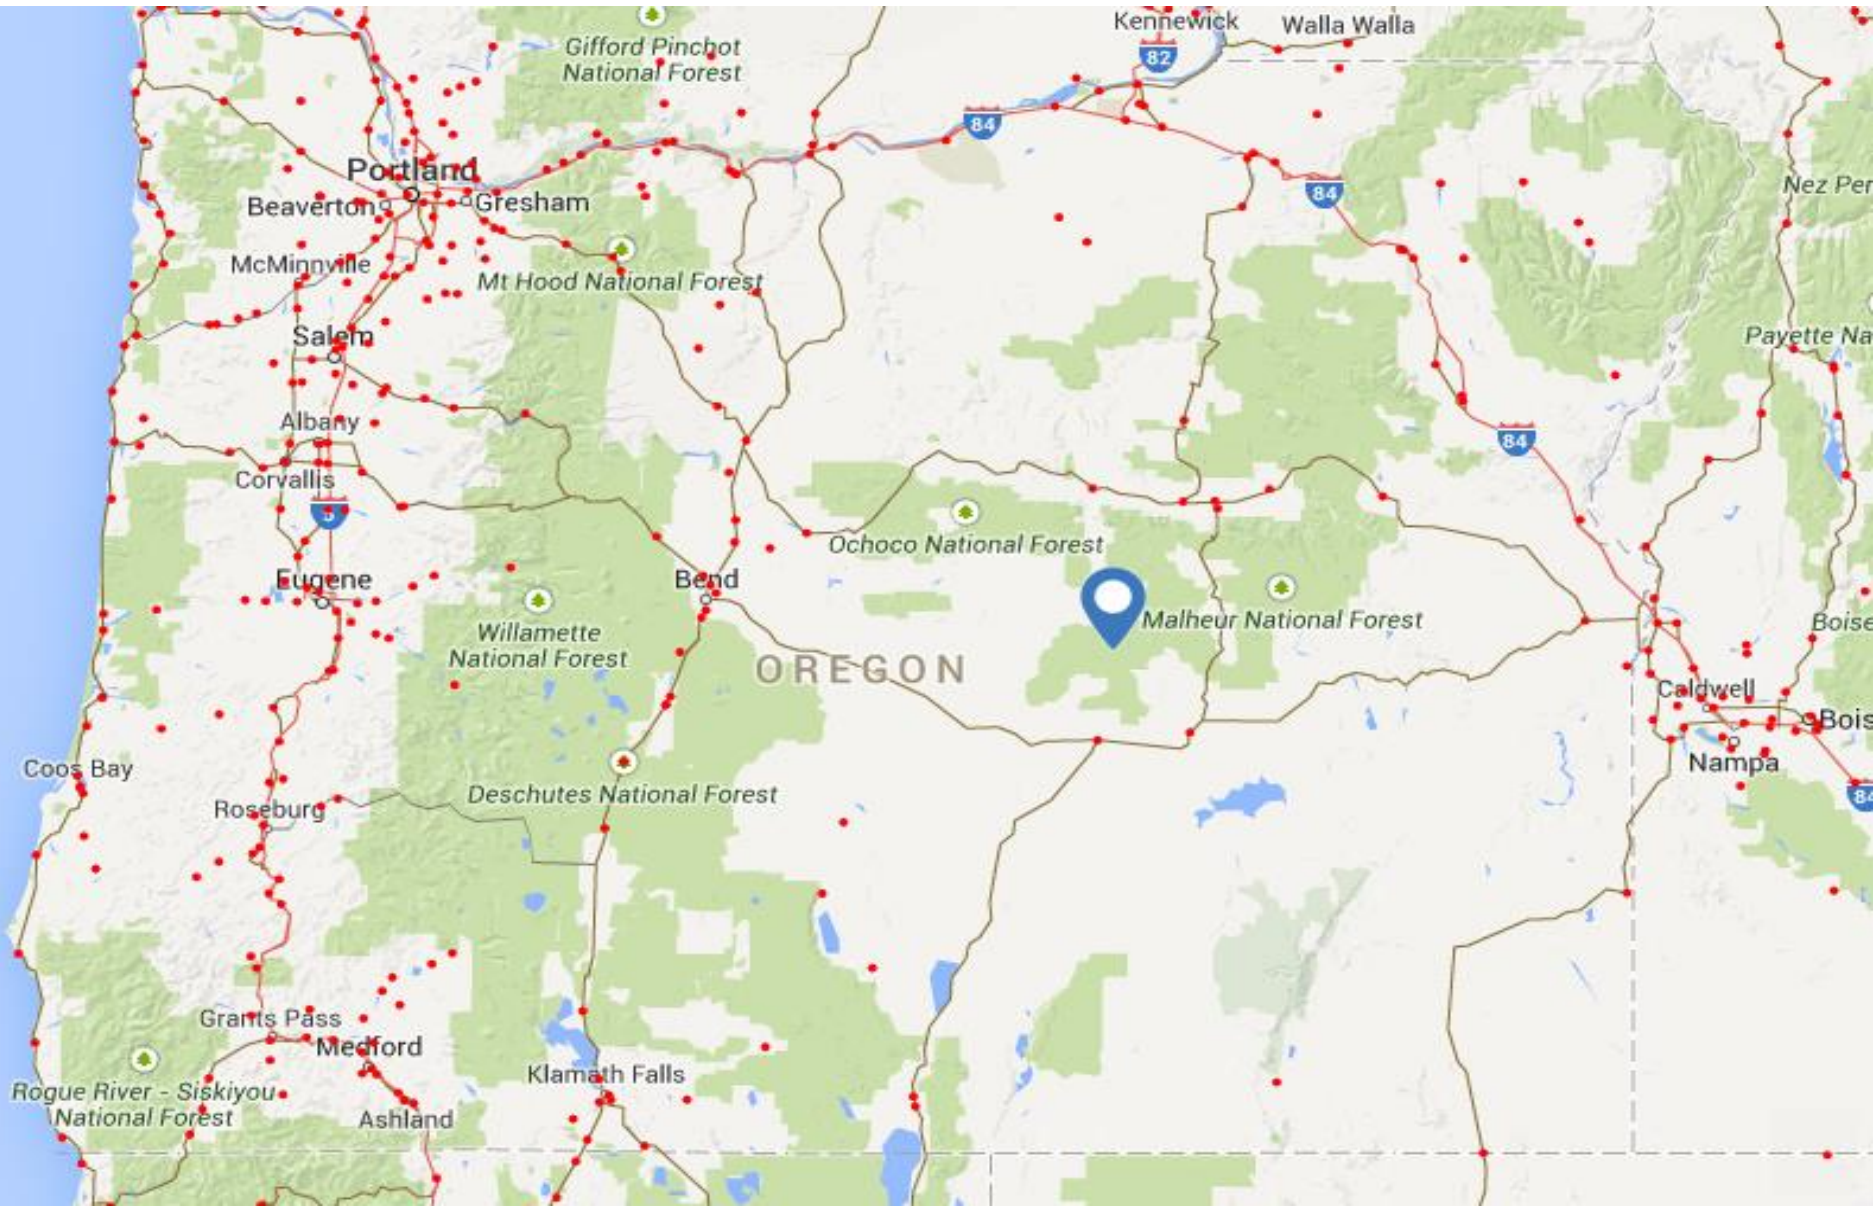 Kennewick
Walla Walla
Gifford Pinchot
National Forest
82
84
Portland
Beaverton
Gresham
84
Nez Per
McMinnville
Mt Hood National Forest
Salem
Payette Na
Albany
84
Corvallis
5
Ochoco National Forest
Eugene
Bend
Willamette
National Forest
Malheur National Forest
Boise
OREGON
Caldwell
Bois
Coos Bay
Nampa
Deschutes National Forest
84
Roseburg
Grants Pass
Medford
Klamath Falls
Rogue River - Siskiyou
National Forest
Ashland